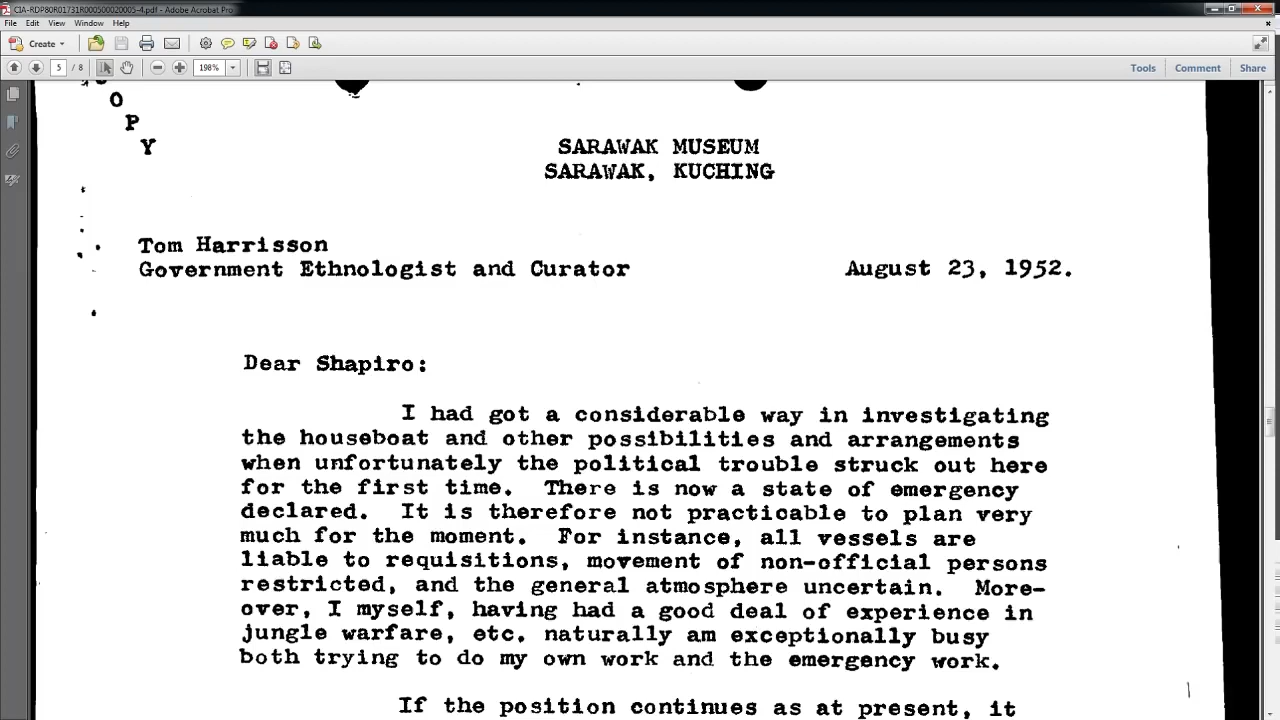 CIA-RDP80R01731R000500020005-4.pdf - Adobe Acrobat Pro
File Edit View Window Help
Create
5 / 8 198% Tools Comment Share
O
P
Y
SARAWAK MUSEUM
SARAWAK, KUCHING
Tom Harrisson
Government Ethnologist and Curator August 23, 1952.
Dear Shapiro:
I had got a considerable way in investigating
the houseboat and other possibilities and arrangements
when unfortunately the political trouble struck out here
for the first time. There is now a state of emergency
declared. It is therefore not practicable to plan very
much for the moment. For instance, all vessels are
liable to requisitions, movement of non-official persons
restricted, and the general atmosphere uncertain. More-
over, I myself, having had a good deal of experience in
jungle warfare, etc. naturally am exceptionally busy
both trying to do my own work and the emergency work.
If the position continues as at present, it